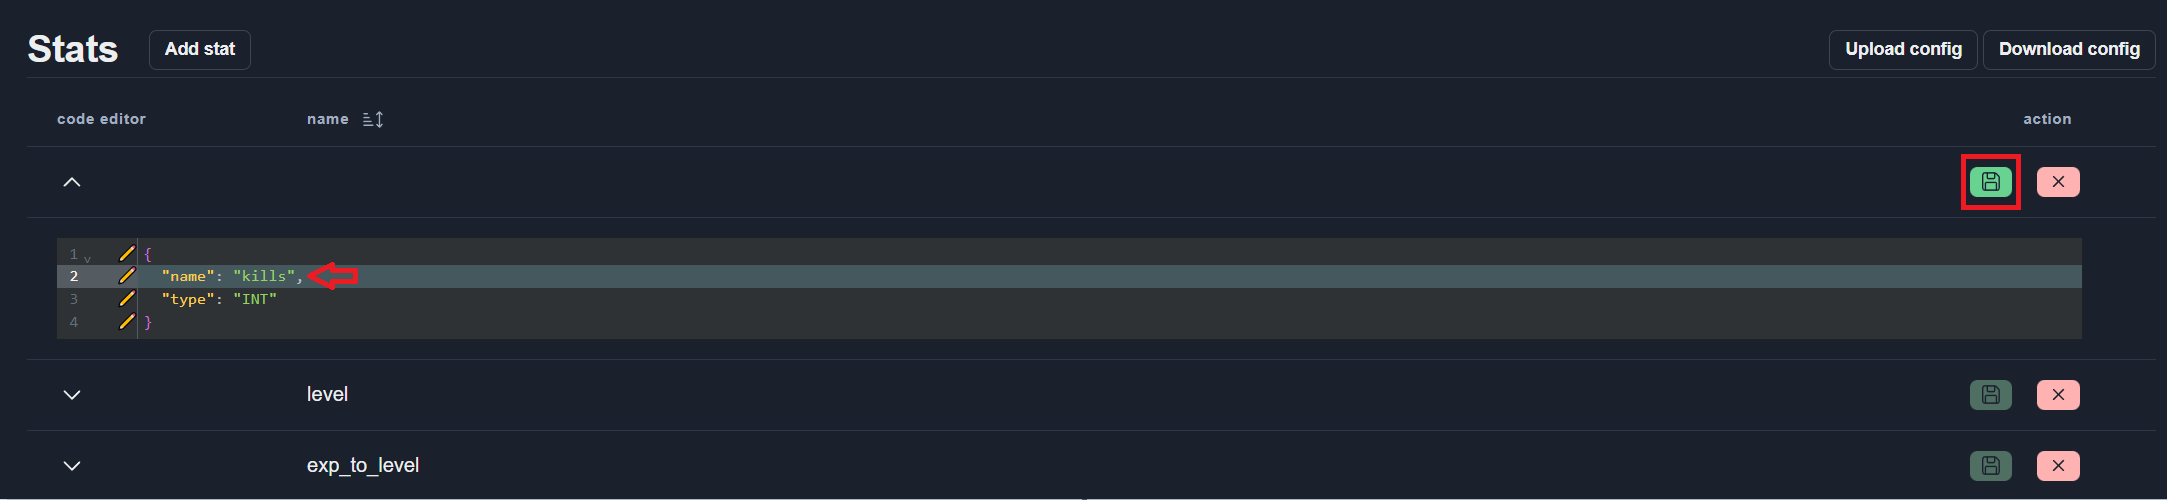 Stats
Add stat
Upload config
Download config
code editor
name
action
1 {
2 "name": "kills",
3 "type": "INT"
4 }
level
exp_to_level